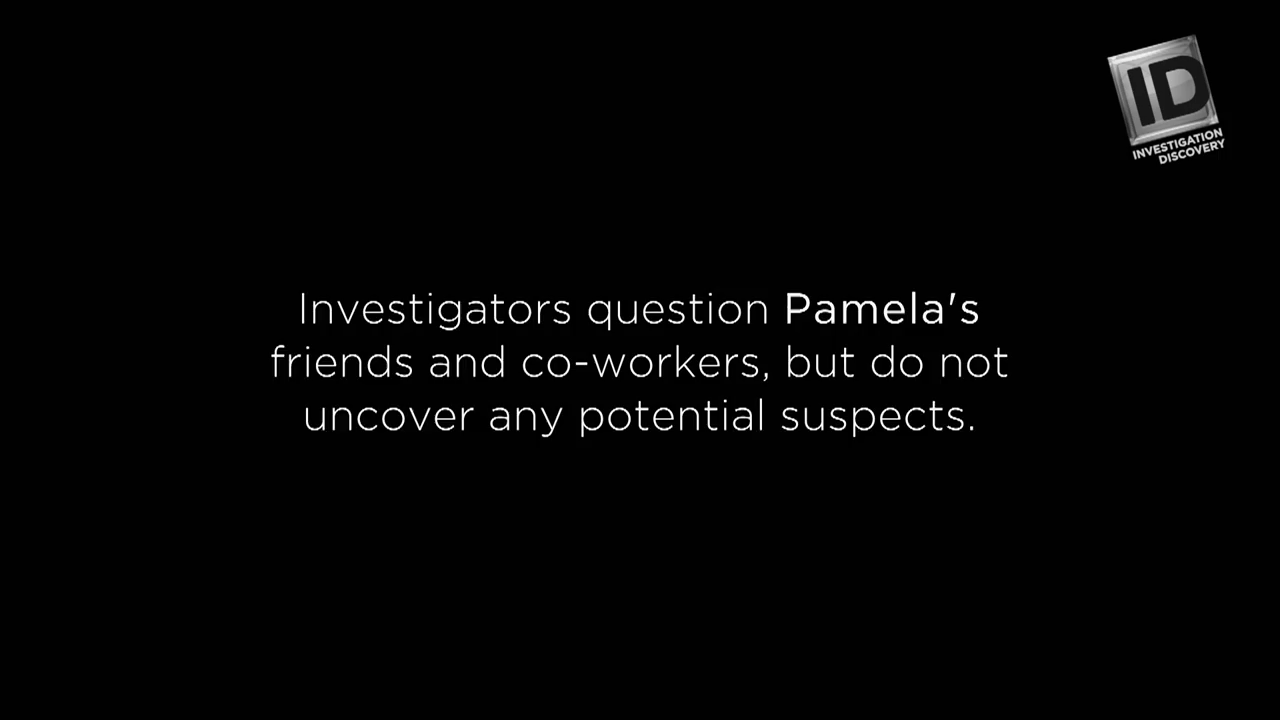 ID
INVESTIGATION
DISCOVERY
Investigators question Pamela's
friends and co-workers, but do not
uncover any potential suspects.